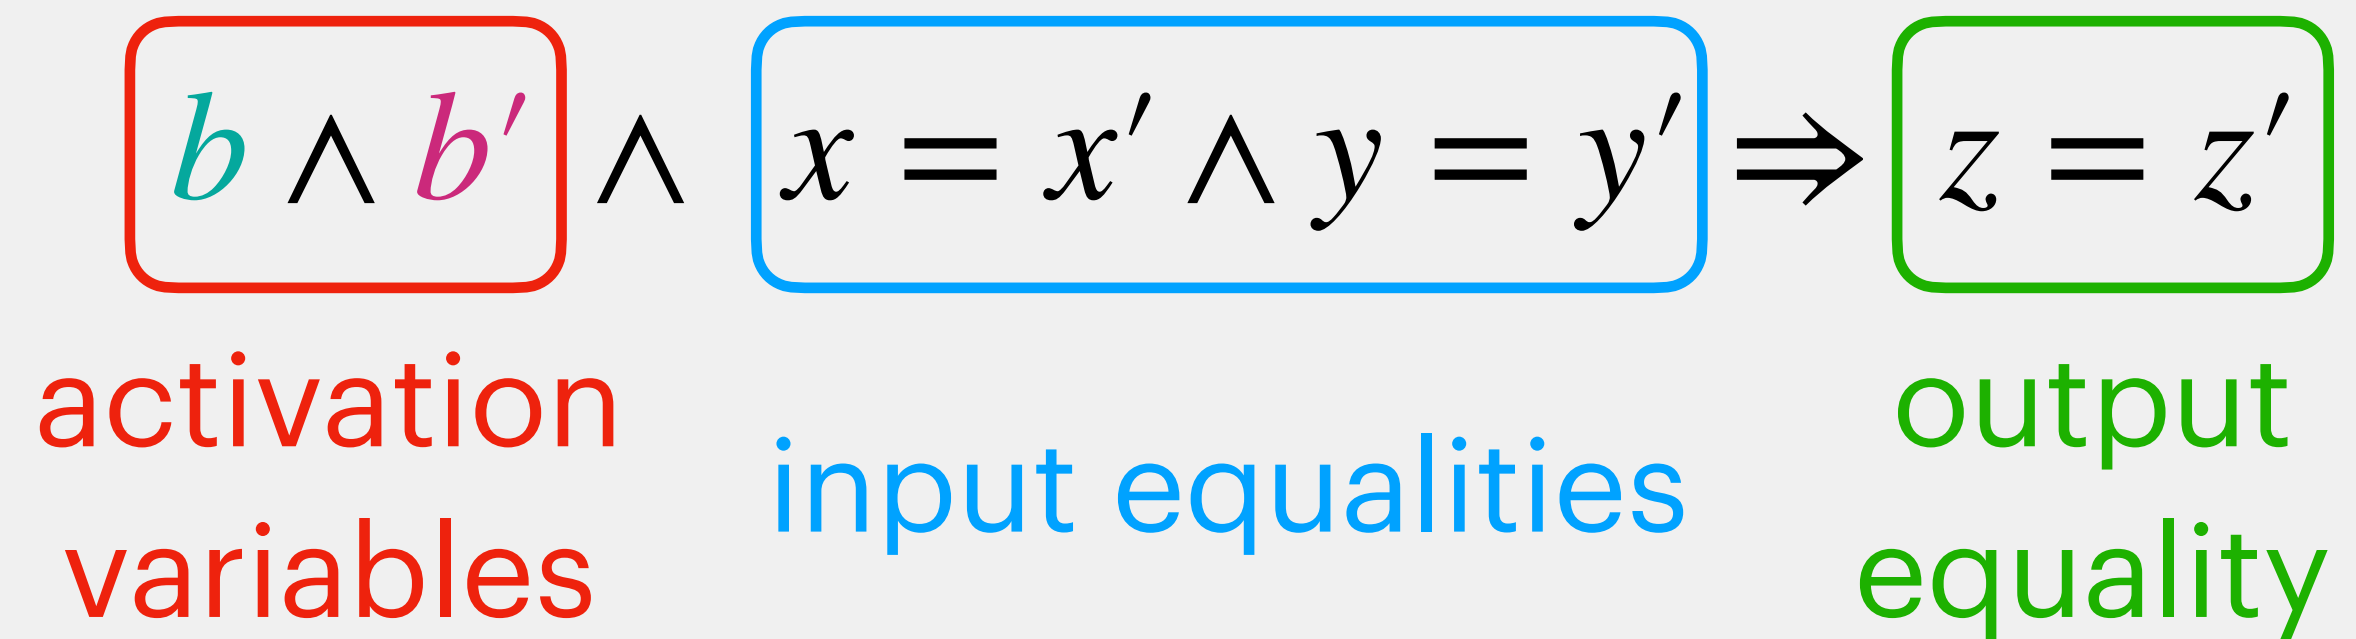 b ∧ b′ ∧ x = x′ ∧ y = y′ ⇒ z = z′
activation
variables
input equalities
output
equality